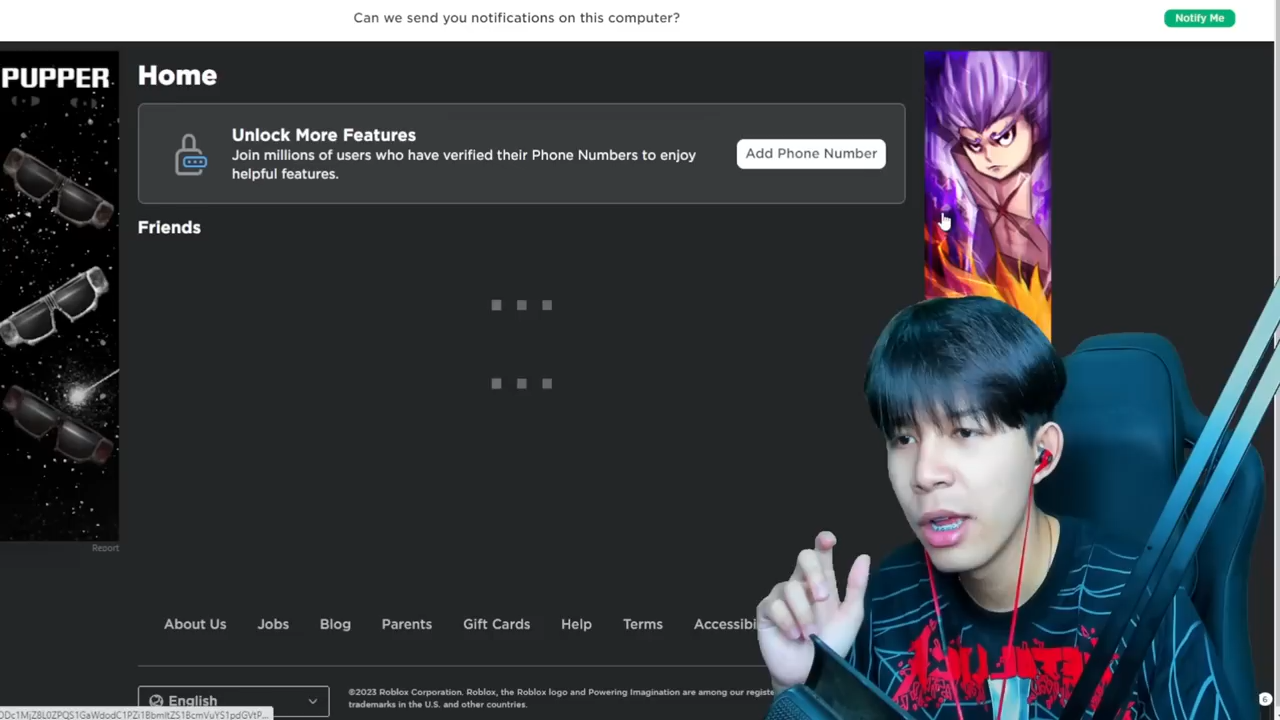 Can we send you notifications on this computer?
Notify Me
PUPPER
Home
Unlock More Features
Join millions of users who have verified their Phone Numbers to enjoy
helpful features.
Add Phone Number
Friends
Report
About Us
Jobs
Blog
Parents
Gift Cards
Help
Terms
Accessibi
English
©2023 Roblox Corporation. Roblox, the Roblox logo and Powering Imagination are among our registe
trademarks in the U.S. and other countries.
6